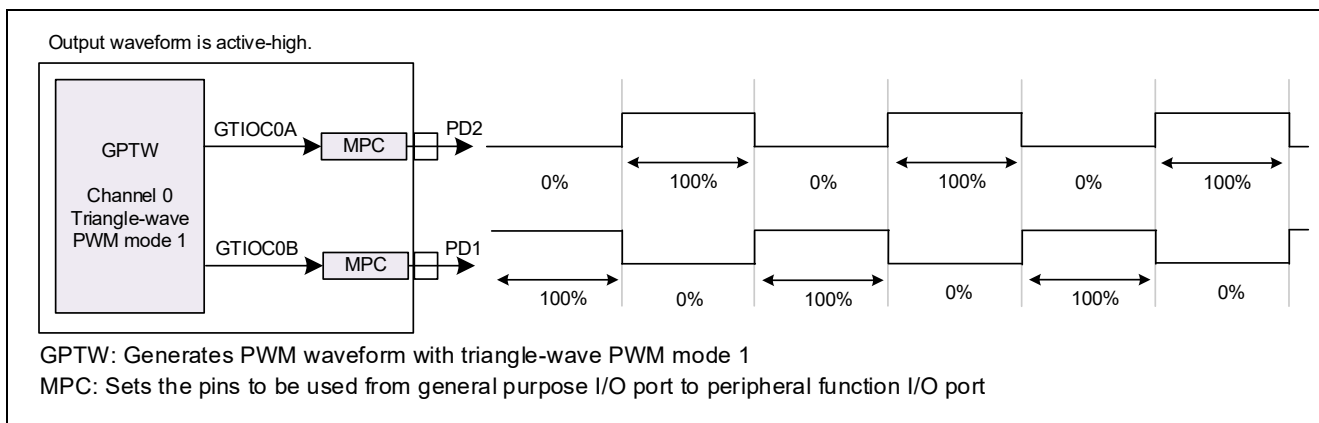 Output waveform is active-high.
GPTW
Channel 0
Triangle-wave
PWM mode 1
GTIOC0A
MPC
PD2
0%
100%
0%
100%
0%
100%
GTIOC0B
MPC
PD1
100%
0%
100%
0%
100%
0%
GPTW: Generates PWM waveform with triangle-wave PWM mode 1
MPC: Sets the pins to be used from general purpose I/O port to peripheral function I/O port